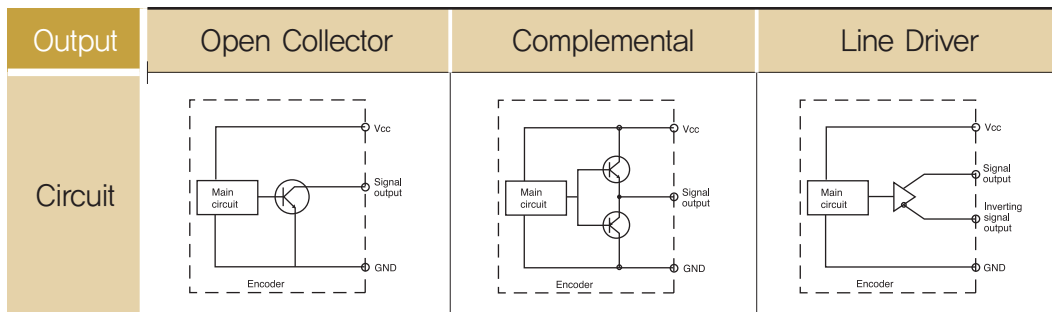 Output
Open Collector
Complemental
Line Driver
Circuit
Vcc
Main
circuit
Signal
output
GND
Encoder
Vcc
Main
circuit
Signal
output
GND
Encoder
Vcc
Main
circuit
Signal
output
Inverting
signal
output
GND
Encoder